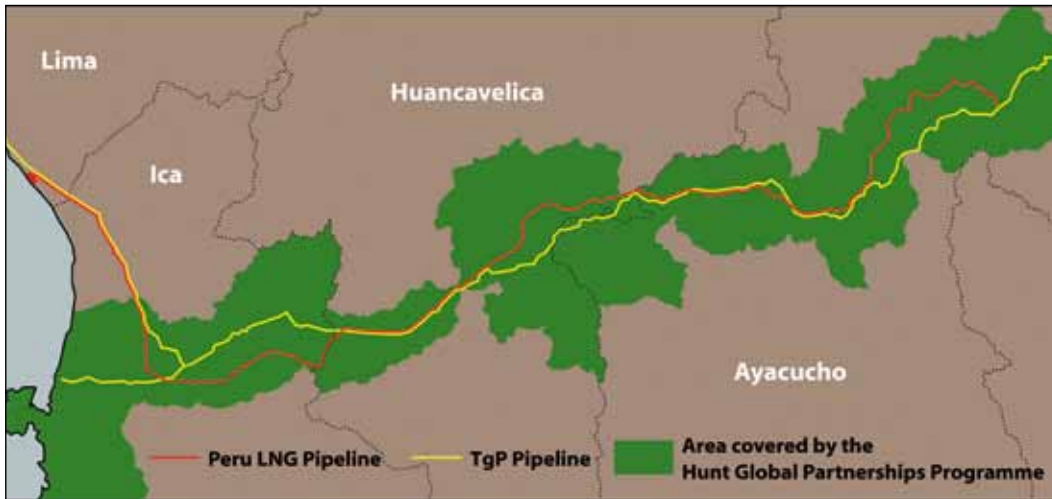 Lima
Huancavelica
Ica
Ayacucho
Peru LNG Pipeline
TgP Pipeline
Area covered by the
Hunt Global Partnerships Programme